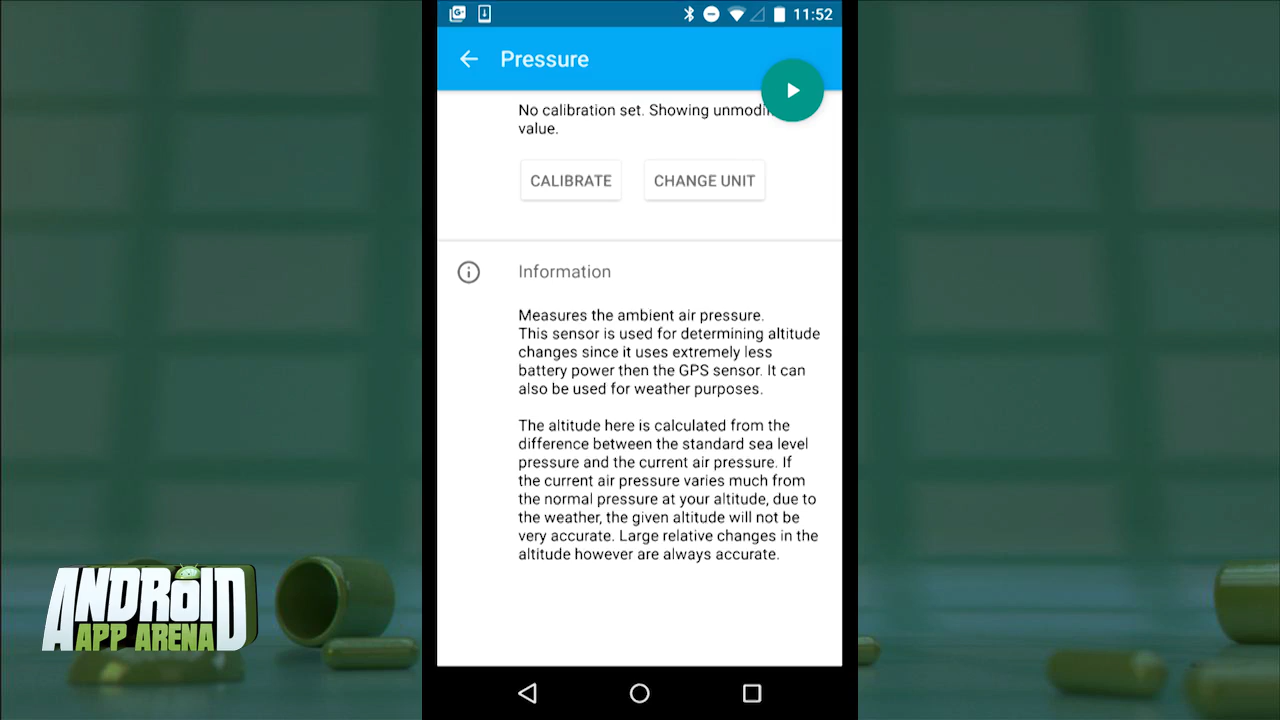 11:52
Pressure
No calibration set. Showing unmodi
value.
CALIBRATE CHANGE UNIT
Information
Measures the ambient air pressure.
This sensor is used for determining altitude
changes since it uses extremely less
battery power then the GPS sensor. It can
also be used for weather purposes.
The altitude here is calculated from the
difference between the standard sea level
pressure and the current air pressure. If
the current air pressure varies much from
the normal pressure at your altitude, due to
the weather, the given altitude will not be
very accurate. Large relative changes in the
altitude however are always accurate.
ANDROID
APP ARENA